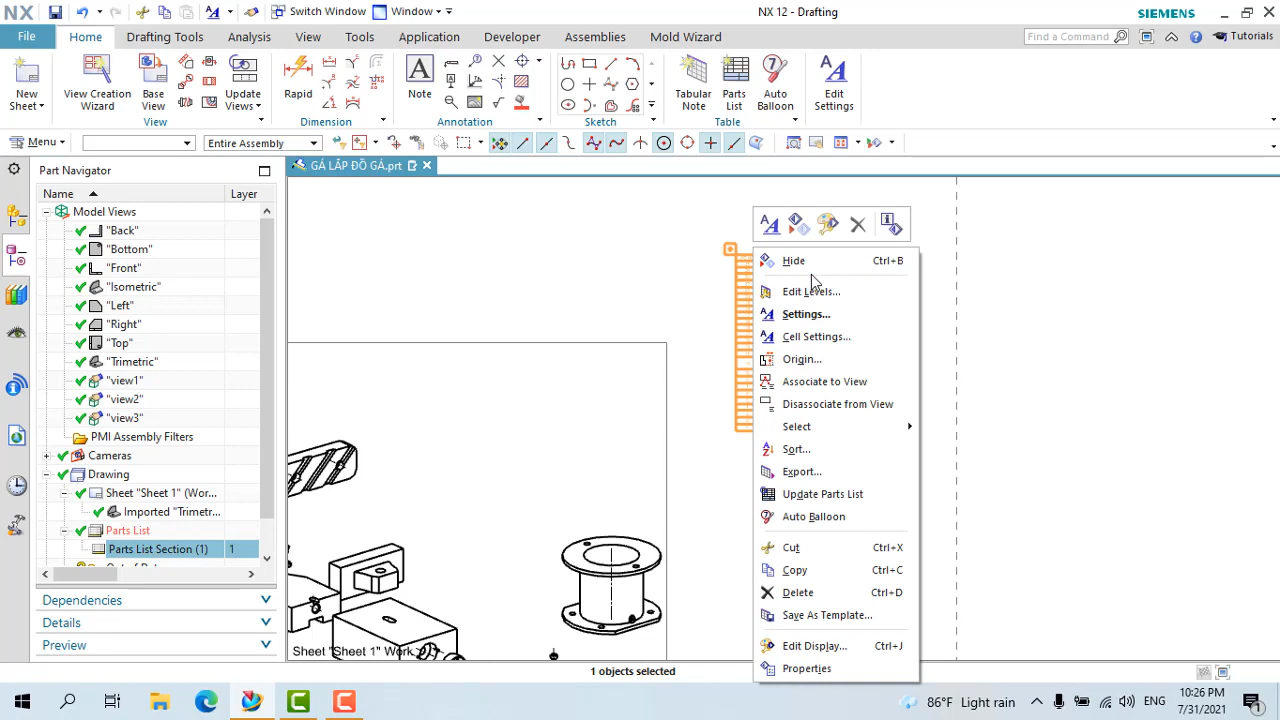 NX
Switch Window
Window
NX 12 - Drafting
SIEMENS
File
Home
Drafting Tools
Analysis
View
Tools
Application
Developer
Assemblies
Mold Wizard
Find a Command
Tutorials
New Sheet
View Creation Wizard
Base View
Update Views
Rapid
Note
Tabular Note
Parts List
Auto Balloon
Edit Settings
View
Dimension
Annotation
Sketch
Table
Menu
Entire Assembly
Part Navigator
GÁ LẮP ĐỒ GÁ.prt
Name
Layer
Model Views
"Back"
"Bottom"
"Front"
"Isometric"
"Left"
"Right"
"Top"
"Trimetric"
"view1"
"view2"
"view3"
PMI Assembly Filters
Cameras
Drawing
Sheet "Sheet 1" (Wor...
Imported "Trimetr...
Parts List
Parts List Section (1)
1
Dependencies
Details
Preview
Hide Ctrl+B
Edit Levels...
Settings...
Cell Settings...
Origin...
Associate to View
Disassociate from View
Select
Sort...
Export...
Update Parts List
Auto Balloon
Cut Ctrl+X
Copy Ctrl+C
Delete Ctrl+D
Save As Template...
Edit Display... Ctrl+J
Properties
Sheet "Sheet 1" Work
1 objects selected
86°F Light rain
ENG
10:26 PM
7/31/2021
1